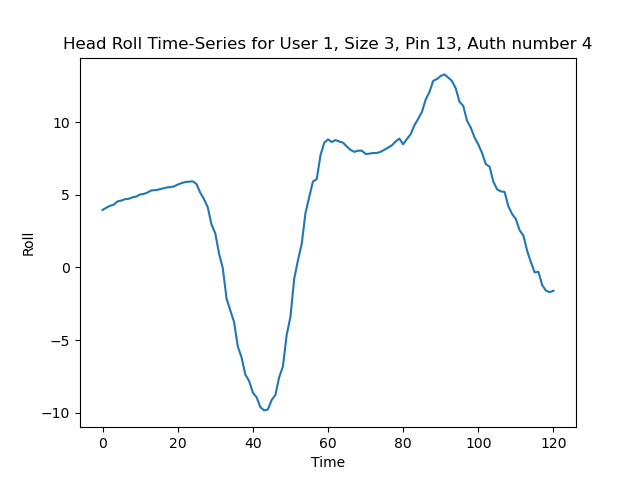 Head Roll Time-Series for User 1, Size 3, Pin 13, Auth number 4
10
5
0
−5
−10
Roll
0 20 40 60 80 100 120
Time